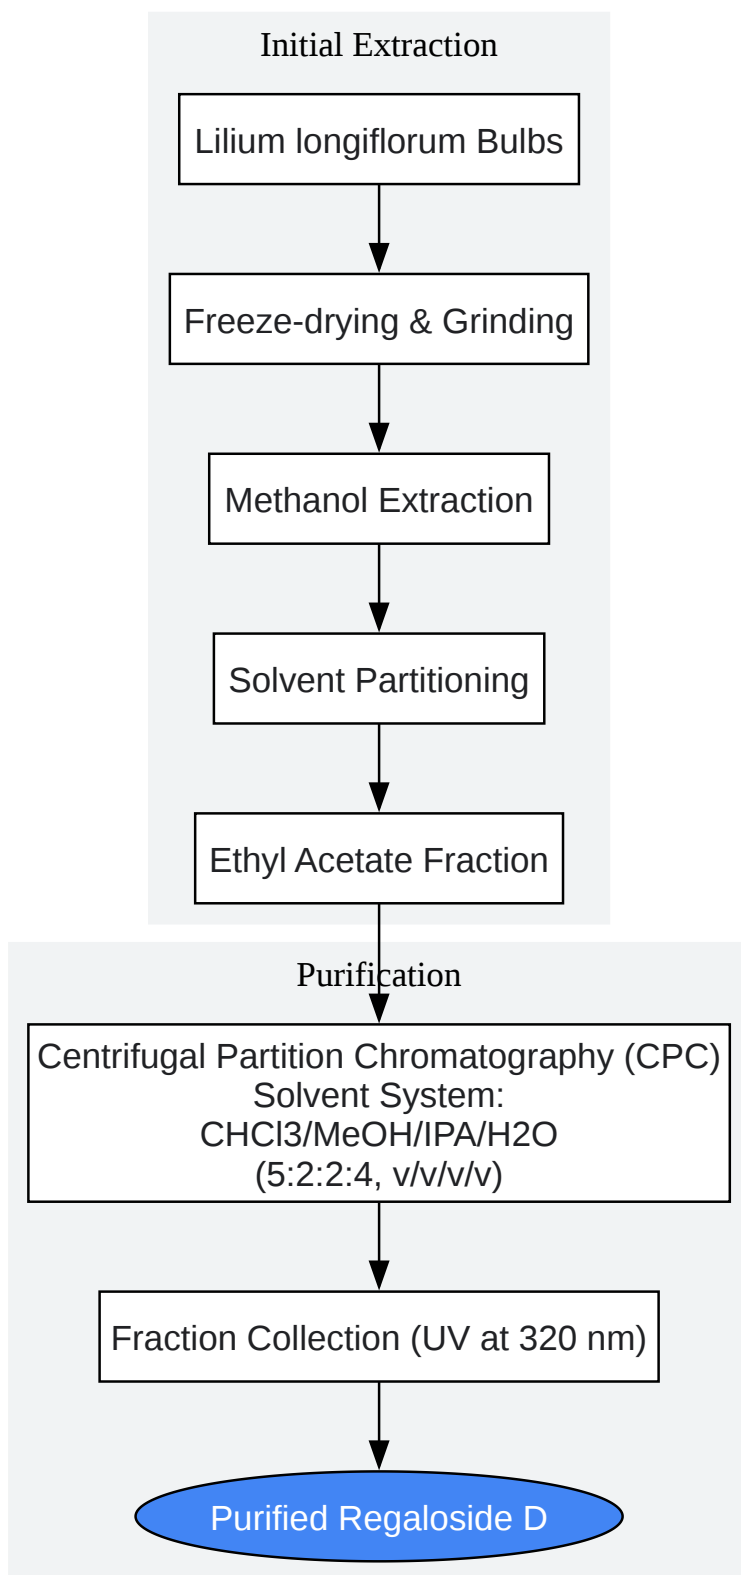 Initial Extraction
Lilium longiflorum Bulbs
Freeze-drying & Grinding
Methanol Extraction
Solvent Partitioning
Ethyl Acetate Fraction
Purification
Centrifugal Partition Chromatography (CPC)
Solvent System:
CHCl3/MeOH/IPA/H2O
(5:2:2:4, v/v/v/v)
Fraction Collection (UV at 320 nm)
Purified Regaloside D